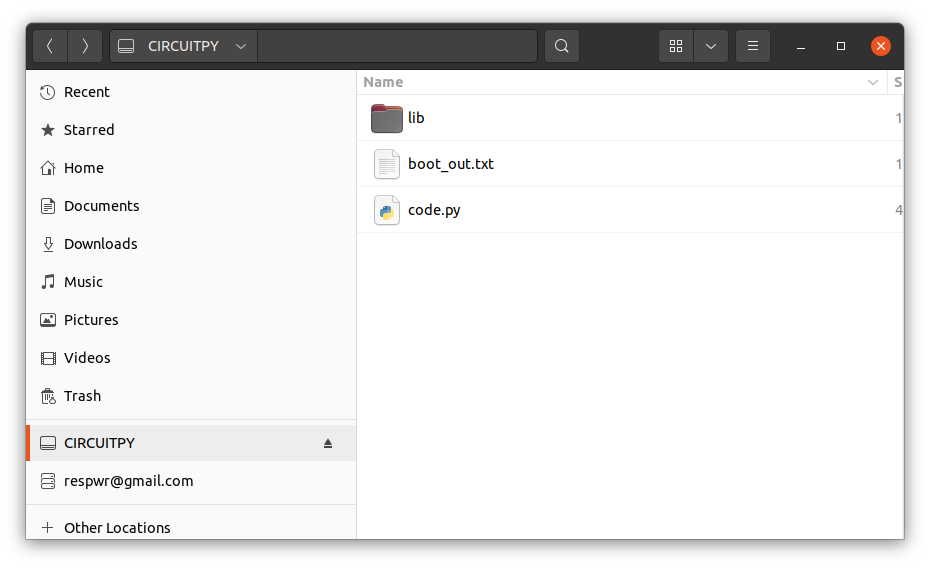 CIRCUITPY
Name S
Recent
Starred
Home
Documents
Downloads
Music
Pictures
Videos
Trash
CIRCUITPY
respwr@gmail.com
Other Locations
lib 1
boot_out.txt 1
code.py 4